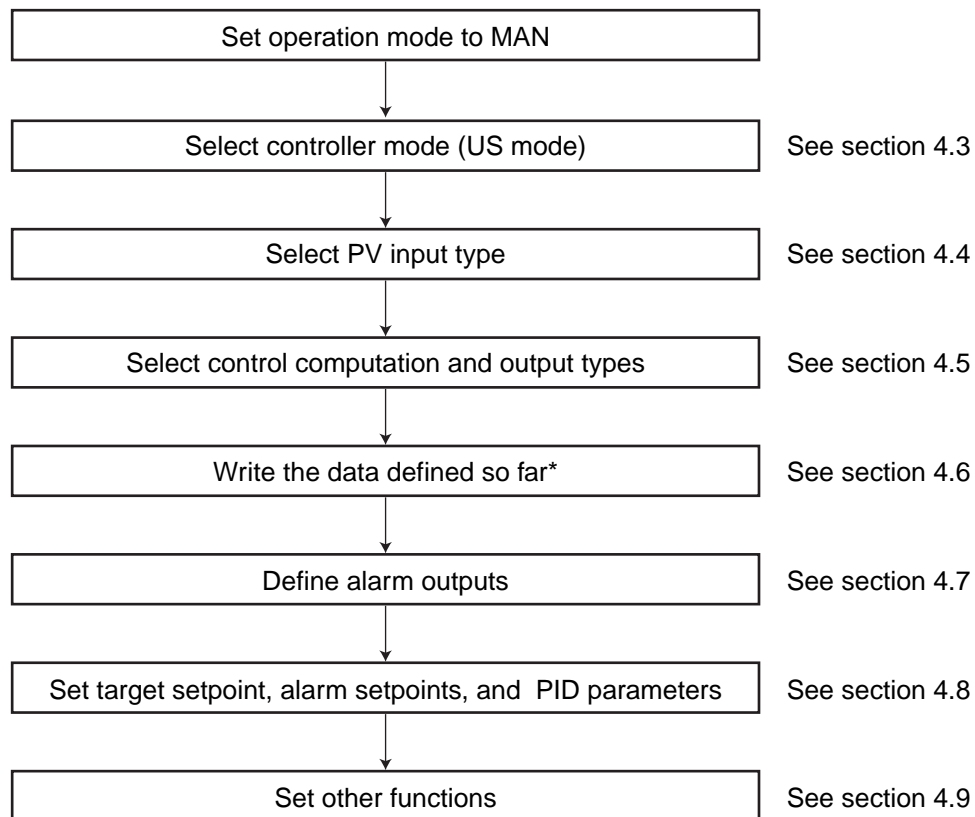 Set operation mode to MAN
Select controller mode (US mode) See section 4.3
Select PV input type See section 4.4
Select control computation and output types See section 4.5
Write the data defined so far* See section 4.6
Define alarm outputs See section 4.7
Set target setpoint, alarm setpoints, and PID parameters See section 4.8
Set other functions See section 4.9